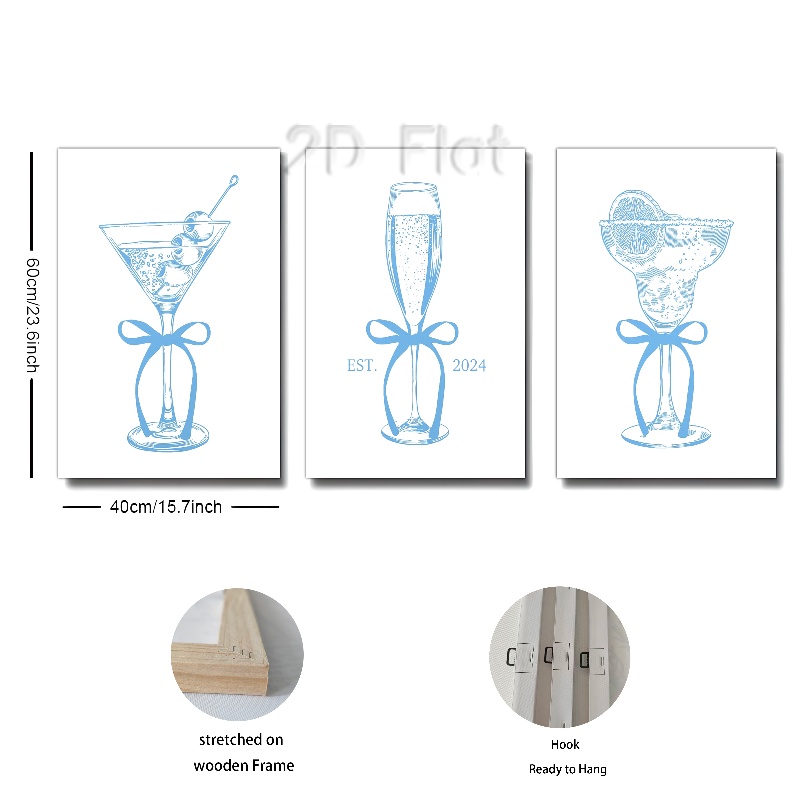 2D Flat
60cm/23.6inch
EST. 2024
40cm/15.7inch
stretched on
wooden Frame
Hook
Ready to Hang